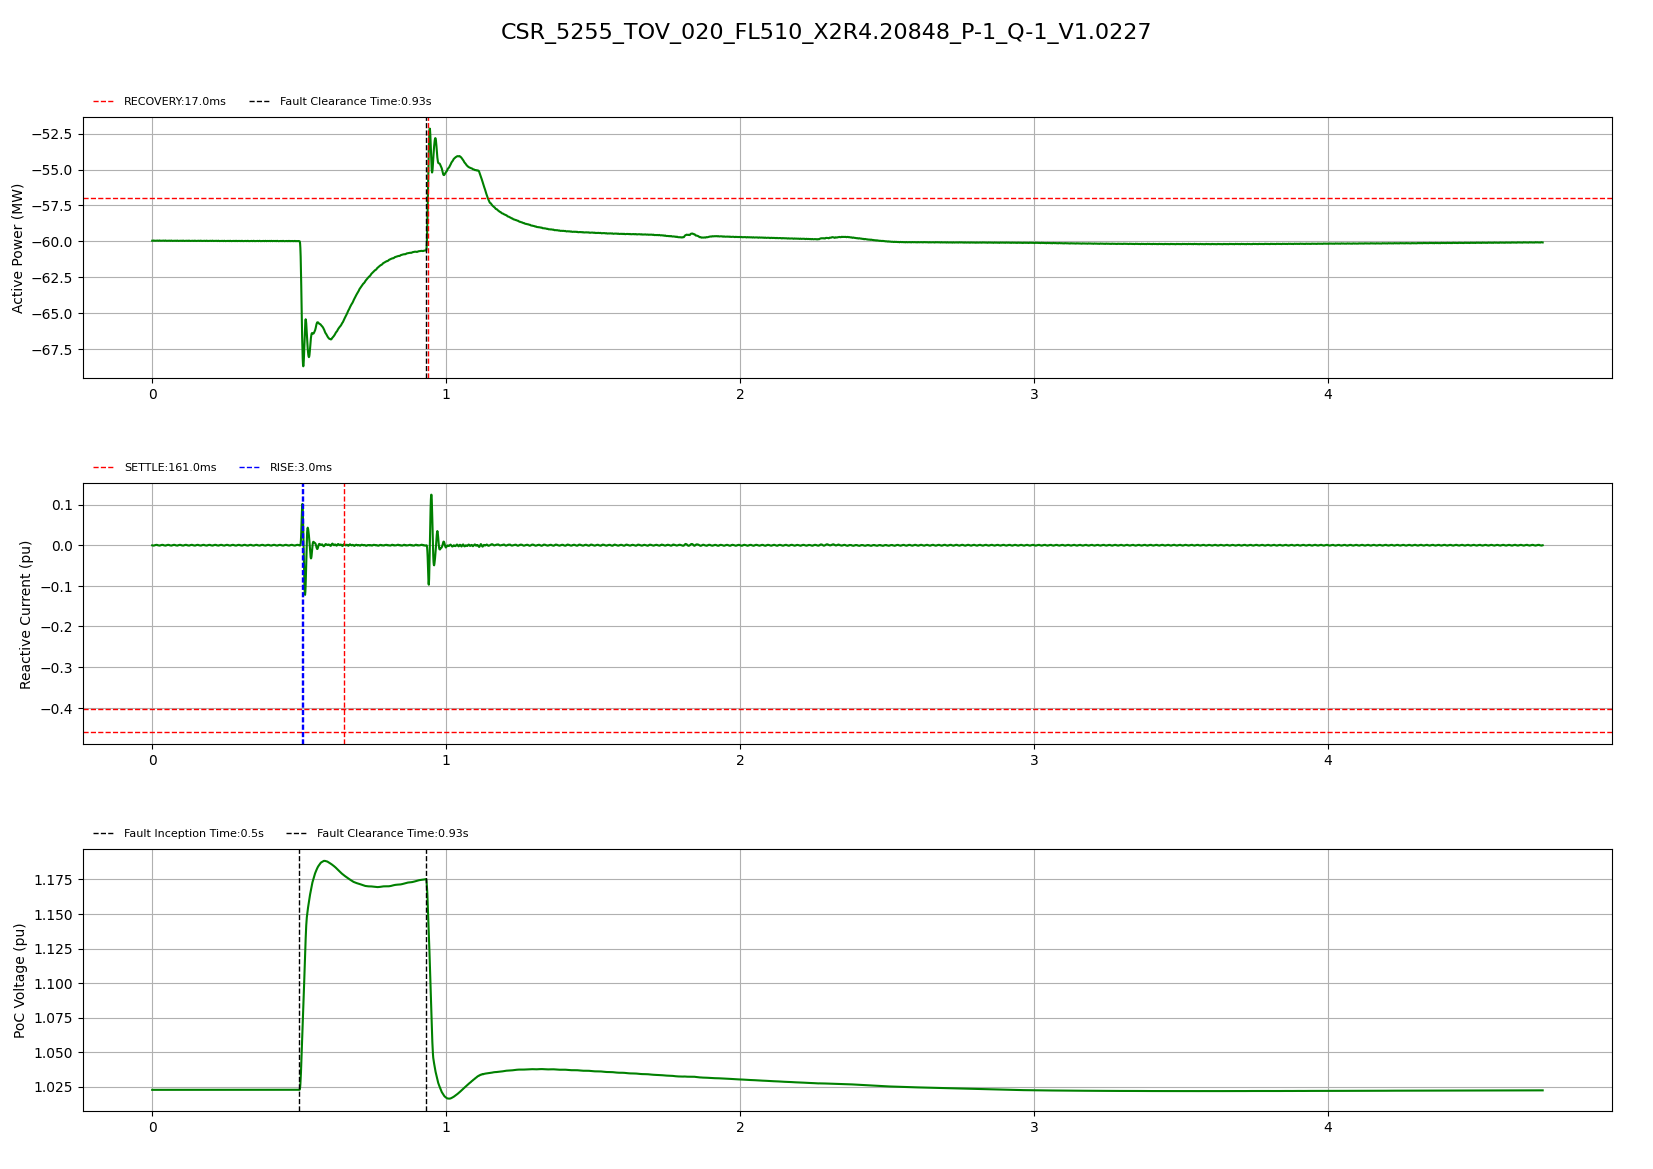 CSR_5255_TOV_020_FL510_X2R4.20848_P-1_Q-1_V1.0227
RECOVERY:17.0ms Fault Clearance Time:0.93s
Active Power (MW)
−52.5
−55.0
−57.5
−60.0
−62.5
−65.0
−67.5
0 1 2 3 4
SETTLE:161.0ms RISE:3.0ms
Reactive Current (pu)
0.1
0.0
−0.1
−0.2
−0.3
−0.4
0 1 2 3 4
Fault Inception Time:0.5s Fault Clearance Time:0.93s
PoC Voltage (pu)
1.175
1.150
1.125
1.100
1.075
1.050
1.025
0 1 2 3 4